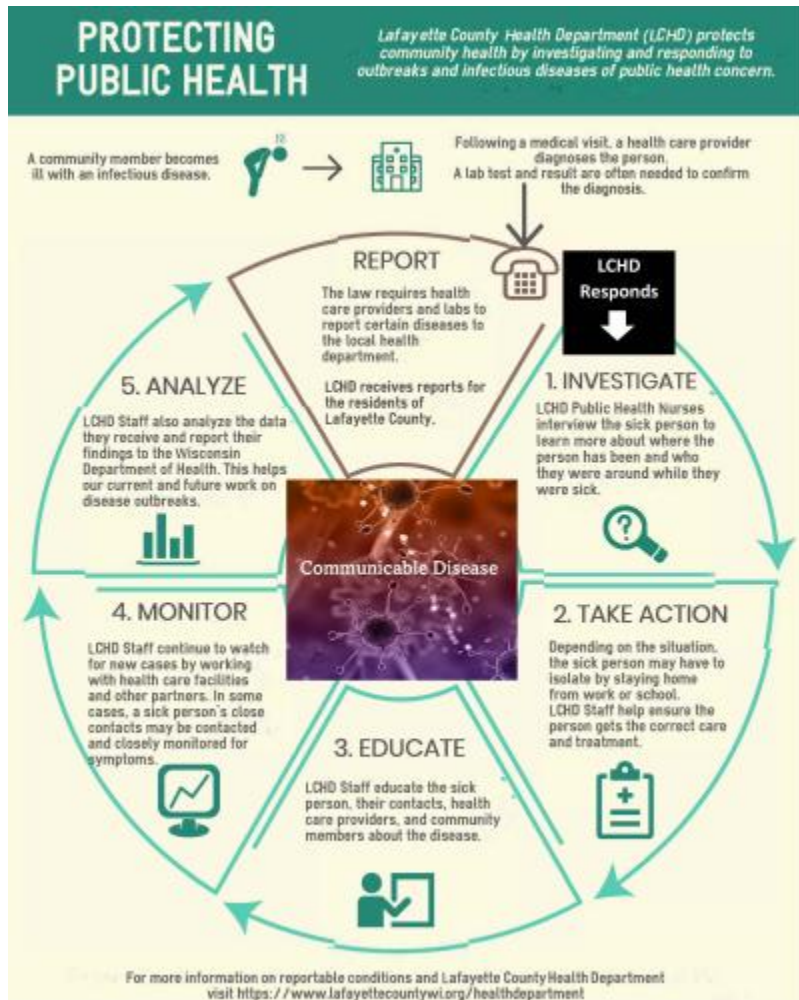 PROTECTING
PUBLIC HEALTH
Lafayette County Health Department (LCHD) protects
community health by investigating and responding to
outbreaks and infectious diseases of public health concern.
A community member becomes
ill with an infectious disease.
Following a medical visit, a health care provider
diagnoses the person.
A lab test and result are often needed to confirm
the diagnosis.
REPORT
The law requires health
care providers and labs to
report certain diseases to
the local health
department.
LCHD receives reports for
the residents of
Lafayette County.
LCHD
Responds
1. INVESTIGATE
LCHD Public Health Nurses
interview the sick person to
learn more about where the
person has been and who
they were around while they
were sick.
2. TAKE ACTION
Depending on the situation,
the sick person may have to
isolate by staying home
from work or school.
LCHD Staff help ensure the
person gets the correct care
and treatment.
3. EDUCATE
LCHD Staff educate the sick
person, their contacts, health
care providers, and community
members about the disease.
4. MONITOR
LCHD Staff continue to watch
for new cases by working
with health care facilities
and other partners. In some
cases, a sick person's close
contacts may be contacted
and closely monitored for
symptoms.
5. ANALYZE
LCHD Staff also analyze the data
they receive and report their
findings to the Wisconsin
Department of Health. This helps
our current and future work on
disease outbreaks.
Communicable Disease
For more information on reportable conditions and Lafayette County Health Department
visit https://www.lafayettecountywi.org/healthdepartment